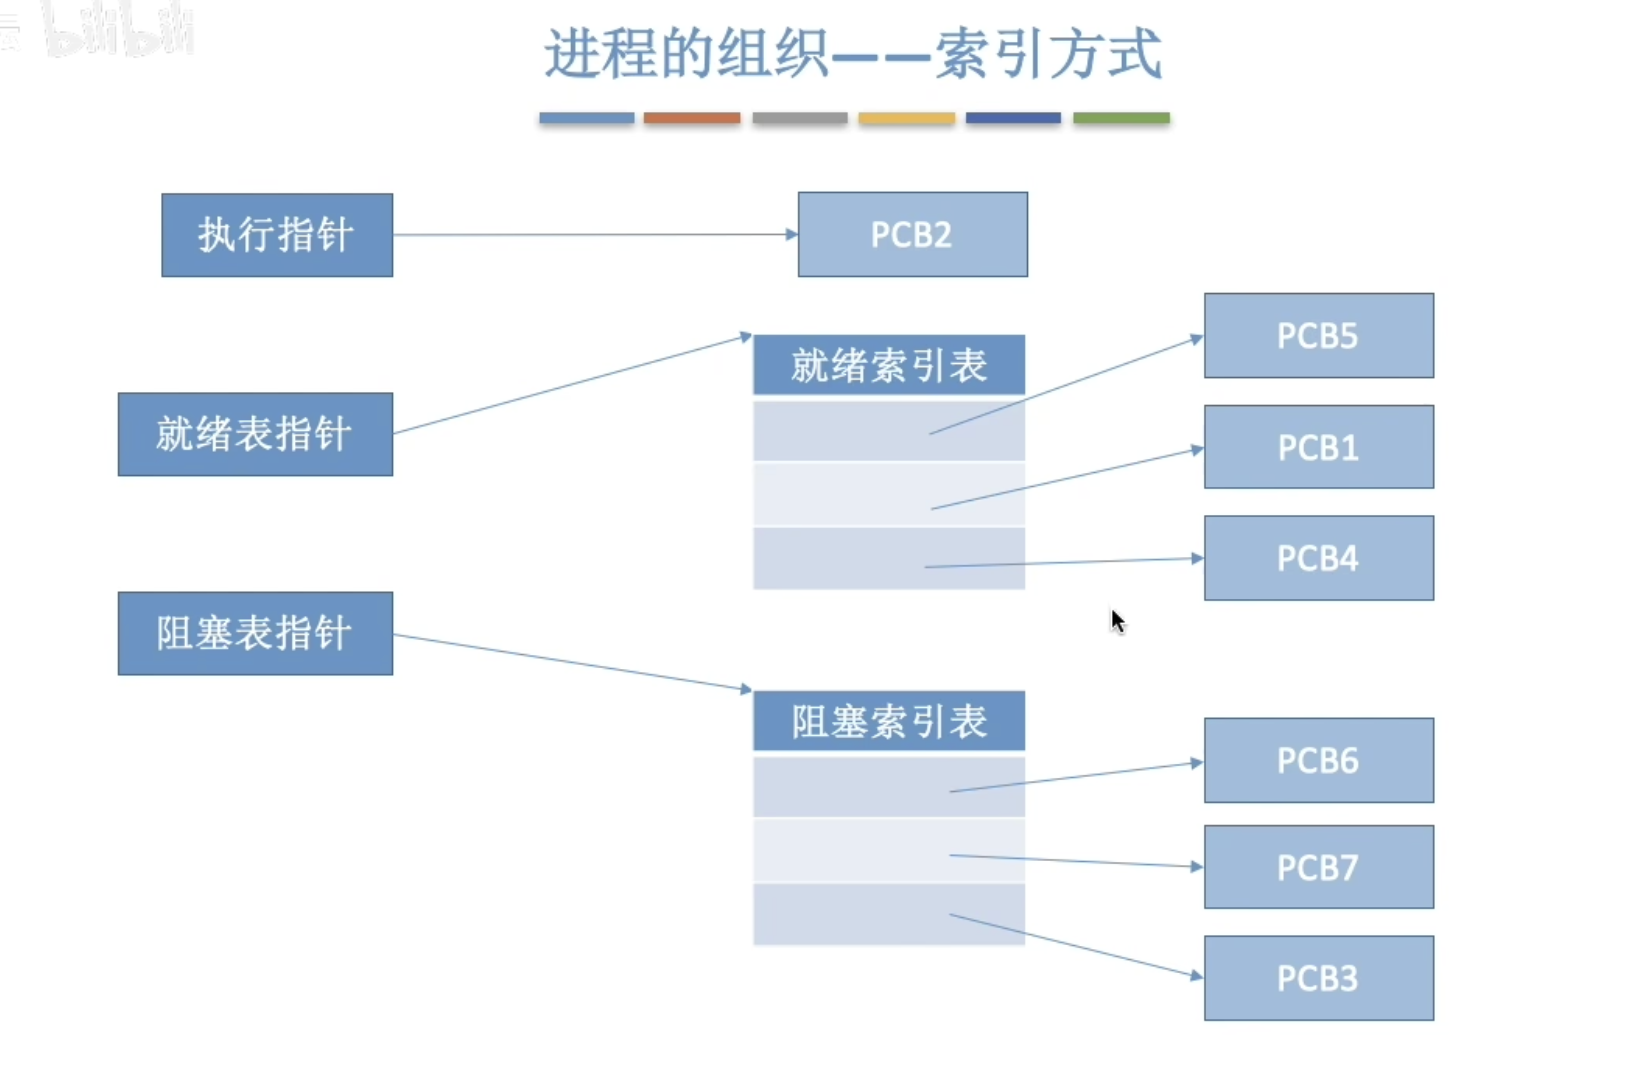 bilibili
进程的组织——索引方式
执行指针
PCB2
就绪表指针
就绪索引表
PCB5
PCB1
PCB4
阻塞表指针
阻塞索引表
PCB6
PCB7
PCB3